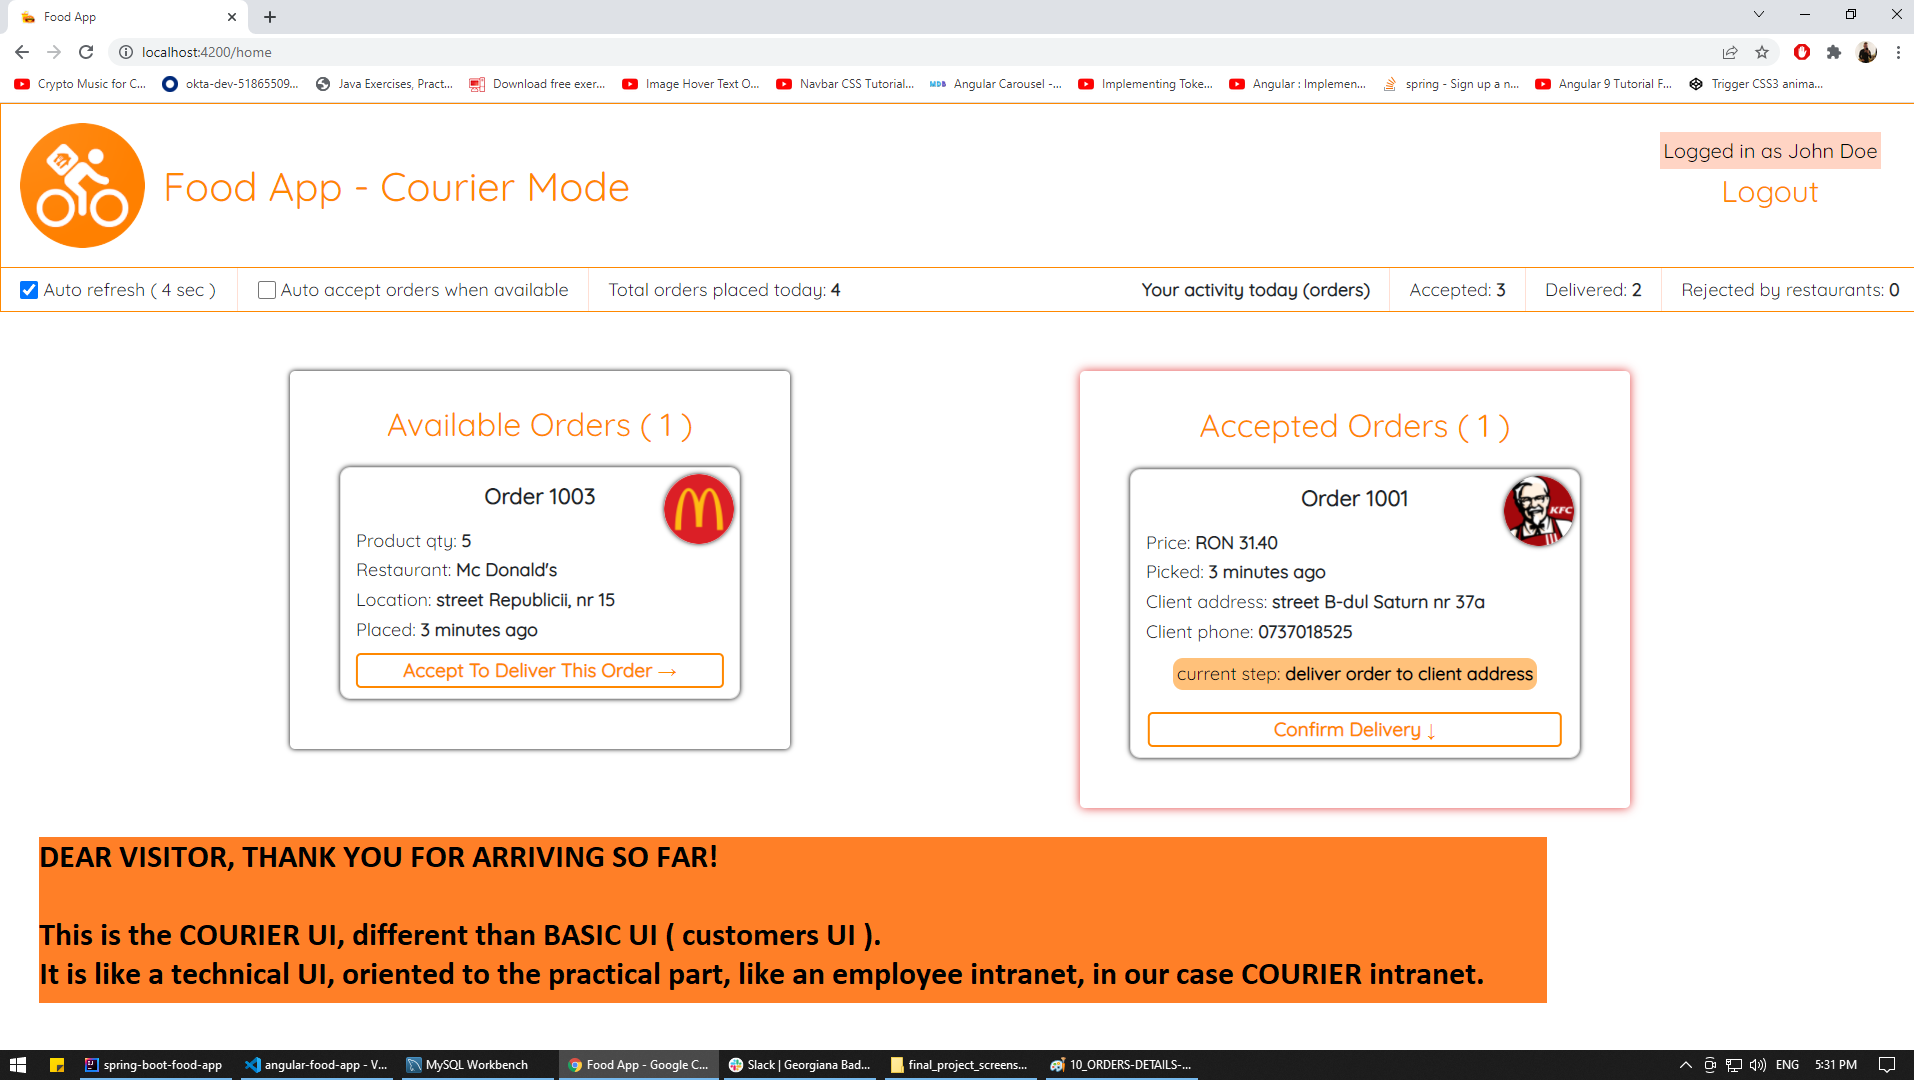 Food App
localhost:4200/home
Crypto Music for C...
okta-dev-51865509...
Java Exercises, Pract...
Download free exer...
Image Hover Text O...
Navbar CSS Tutorial...
MDB
Angular Carousel -...
Implementing Toke...
Angular : Implemen...
spring - Sign up a n...
Angular 9 Tutorial F...
Trigger CSS3 anima...
Food App - Courier Mode
Logged in as John Doe
Logout
Auto refresh ( 4 sec )
Auto accept orders when available
Total orders placed today: 4
Your activity today (orders)
Accepted: 3
Delivered: 2
Rejected by restaurants: 0
Available Orders ( 1 )
Order 1003
Product qty: 5
Restaurant: Mc Donald's
Location: street Republicii, nr 15
Placed: 3 minutes ago
Accept To Deliver This Order →
Accepted Orders ( 1 )
Order 1001
KFC
Price: RON 31.40
Picked: 3 minutes ago
Client address: street B-dul Saturn nr 37a
Client phone: 0737018525
current step: deliver order to client address
Confirm Delivery ↓
DEAR VISITOR, THANK YOU FOR ARRIVING SO FAR!
This is the COURIER UI, different than BASIC UI ( customers UI ).
It is like a technical UI, oriented to the practical part, like an employee intranet, in our case COURIER intranet.
spring-boot-food-app
angular-food-app - V...
MySQL Workbench
Food App - Google C...
Slack | Georgiana Bad...
final_project_screens...
10_ORDERS-DETAILS-...
ENG
5:31 PM